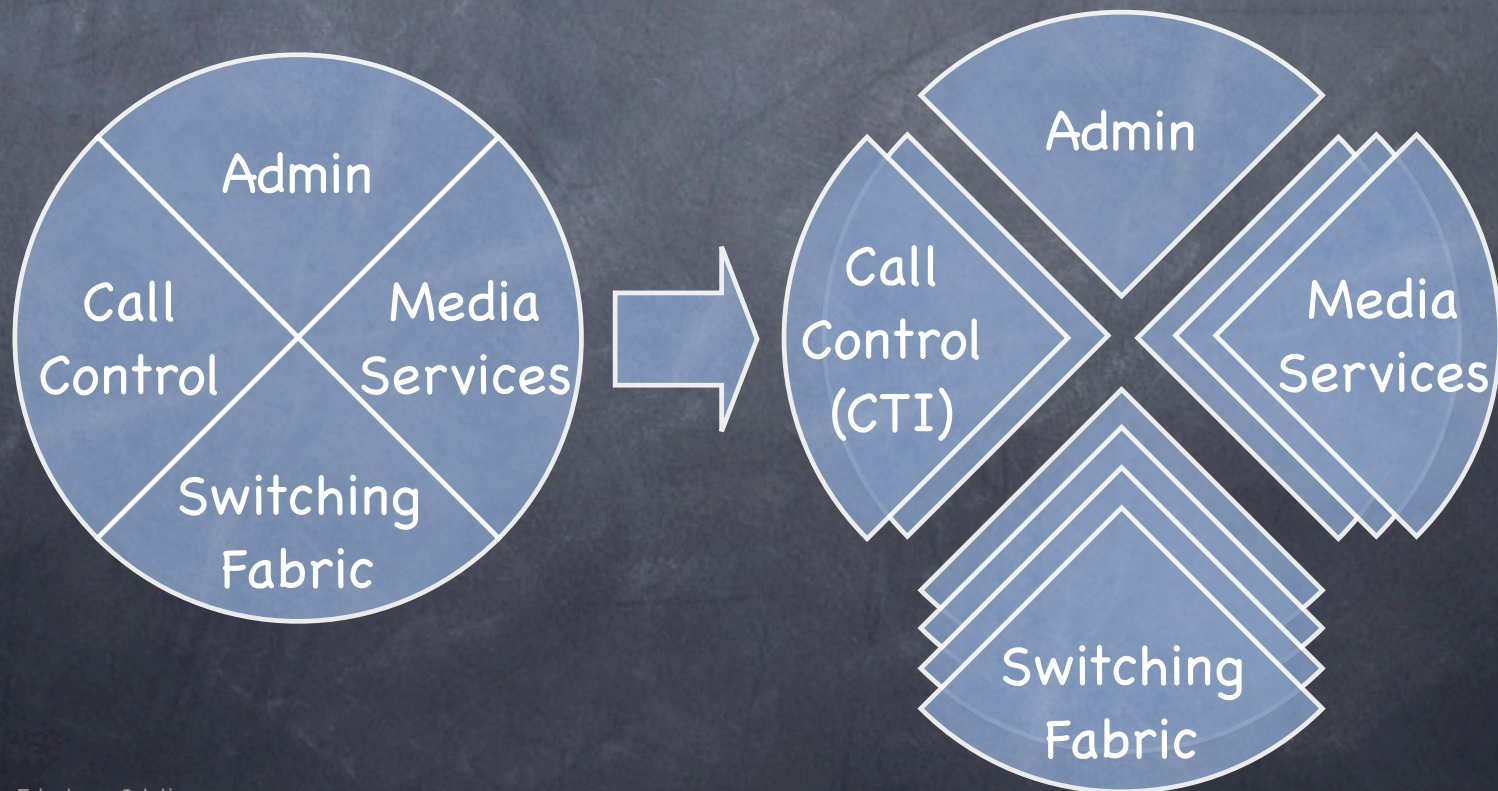 Admin
Call
Control
Media
Services
Switching
Fabric
Admin
Call
Control
(CTI)
Media
Services
Switching
Fabric